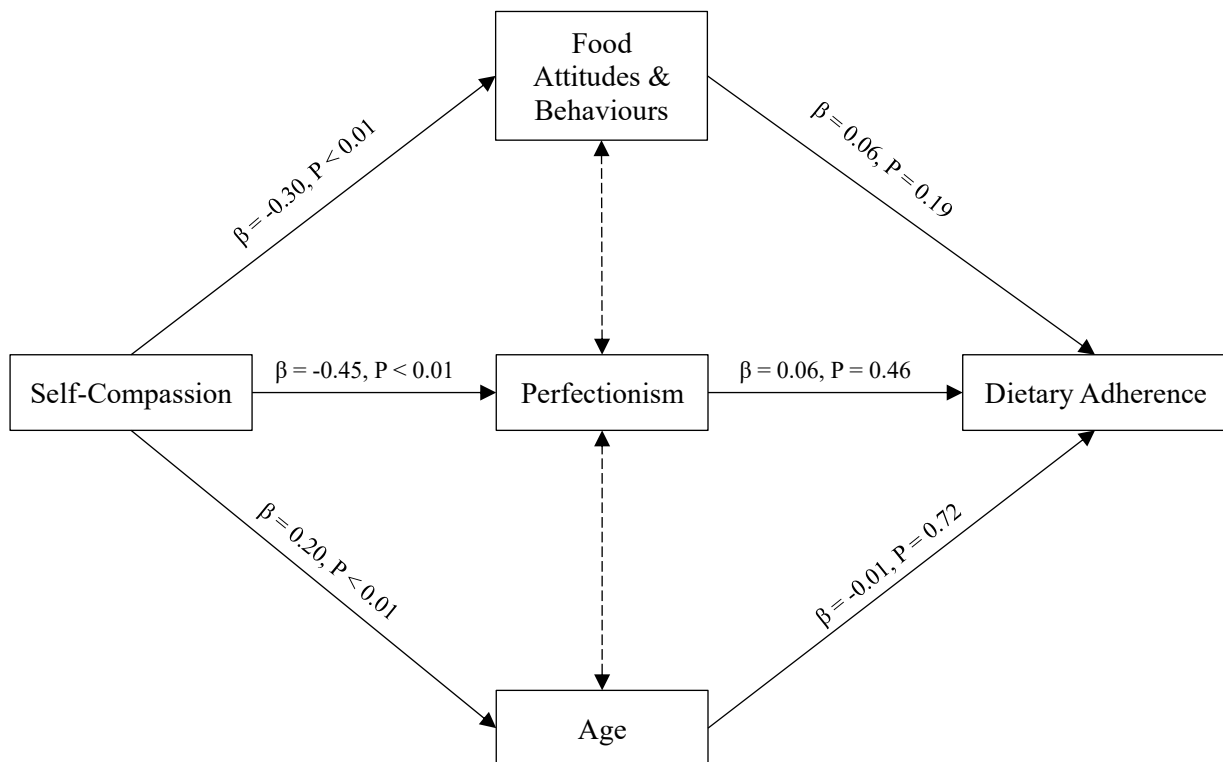 Food
Attitudes &
Behaviours
β = -0.30, P < 0.01
β = 0.06, P = 0.19
Self-Compassion
β = -0.45, P < 0.01
Perfectionism
β = 0.06, P = 0.46
Dietary Adherence
β = 0.20, P < 0.01
β = -0.01, P = 0.72
Age